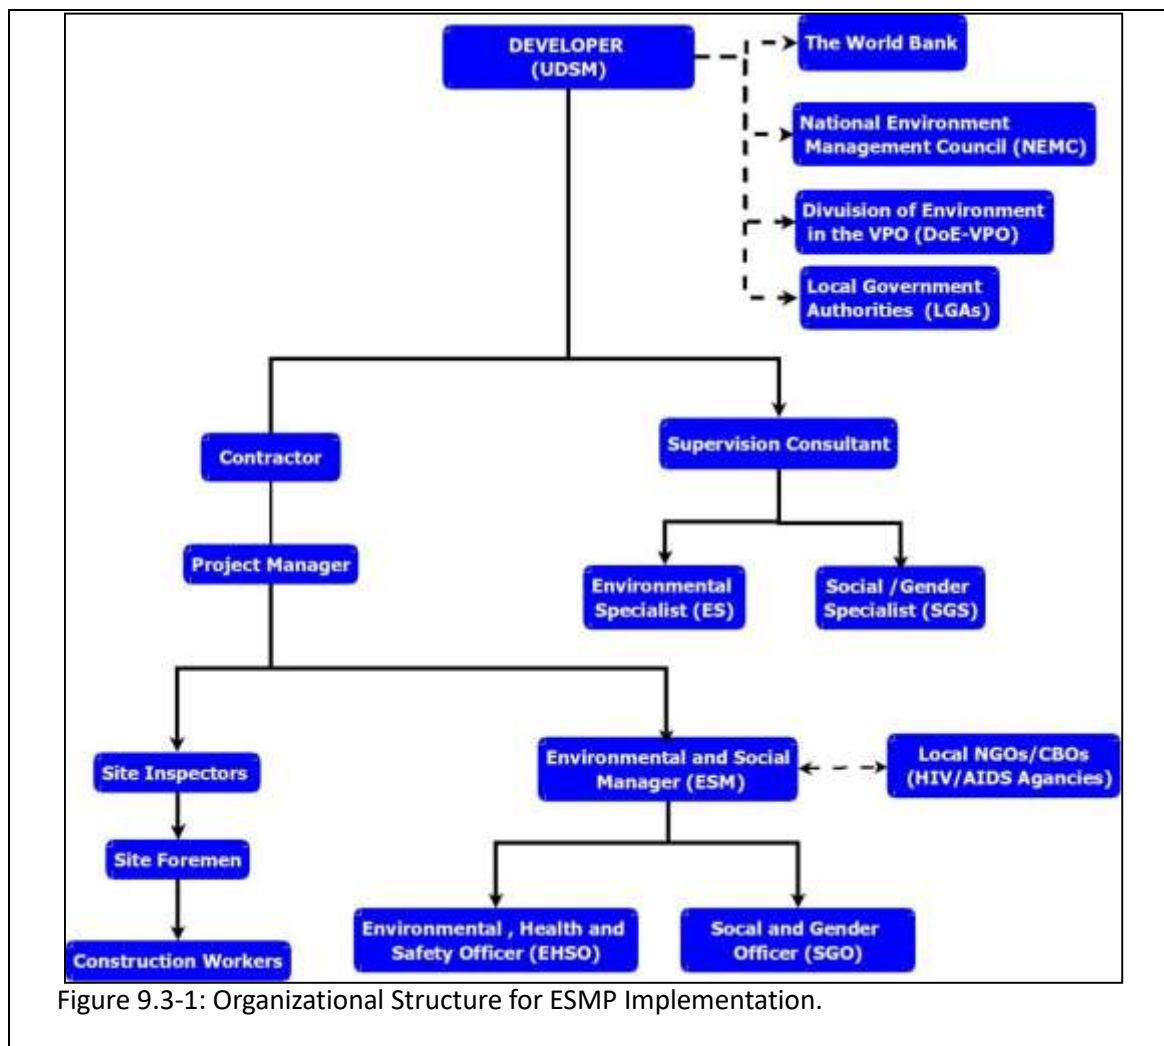 DEVELOPER
(UDSM)
The World Bank
National Environment
Management Council (NEMC)
Divuision of Environment
in the VPO (DoE-VPO)
Local Government
Authorities (LGAs)
Contractor
Supervision Consultant
Project Manager
Environmental
Specialist (ES)
Social /Gender
Specialist (SGS)
Site Inspectors
Environmental and Social
Manager (ESM)
Local NGOs/CBOs
(HIV/AIDS Agancies)
Site Foremen
Environmental , Health and
Safety Officer (EHSO)
Socal and Gender
Officer (SGO)
Construction Workers
Figure 9.3-1: Organizational Structure for ESMP Implementation.